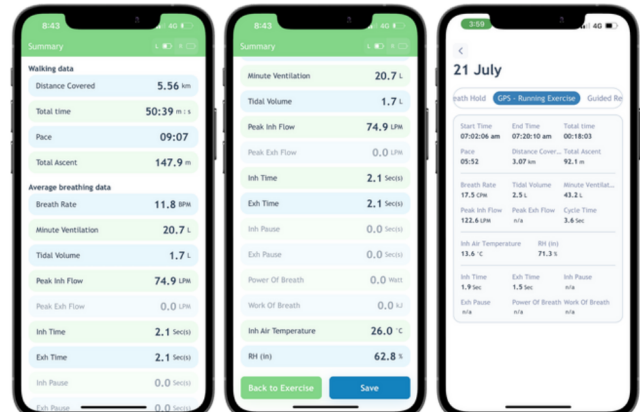 8:43
4G
Summary
L R
Walking data
Distance Covered 5.56 km
Total time 50:39 m : s
Pace 09:07
Total Ascent 147.9 m
Average breathing data
Breath Rate 11.8 BPM
Minute Ventilation 20.7 L
Tidal Volume 1.7 L
Peak Inh Flow 74.9 LPM
Peak Exh Flow 0.0 LPM
Inh Time 2.1 Sec(s)
Exh Time 2.1 Sec(s)
Inh Pause 0.0 Sec(s)
Exh Pause 0.0 Sec(s)
8:43
4G
Summary
L R
Minute Ventilation 20.7 L
Tidal Volume 1.7 L
Peak Inh Flow 74.9 LPM
Peak Exh Flow 0.0 LPM
Inh Time 2.1 Sec(s)
Exh Time 2.1 Sec(s)
Inh Pause 0.0 Sec(s)
Exh Pause 0.0 Sec(s)
Power Of Breath 0.0 Watt
Work Of Breath 0.0 kJ
Inh Air Temperature 26.0 °C
RH (in) 62.8 %
Back to Exercise Save
3:59 4G
21 July
eath Hold GPS - Running Exercise Guided Re
Start Time End Time Total time
07:02:06 am 07:20:10 am 00:18:03
Pace Distance Cover... Total Ascent
05:52 3.07 km 92.1 m
Breath Rate Tidal Volume Minute Ventilat...
17.5 CPM 2.5 L 43.2 L
Peak Inh Flow Peak Exh Flow Cycle Time
122.6 LPM n/a 3.6 Sec
Inh Air Temperature RH (in)
13.6 °C 71.3 %
Inh Time Exh Time Inh Pause
1.9 Sec 1.5 Sec n/a
Exh Pause Power Of Breath Work Of Breath
n/a n/a n/a